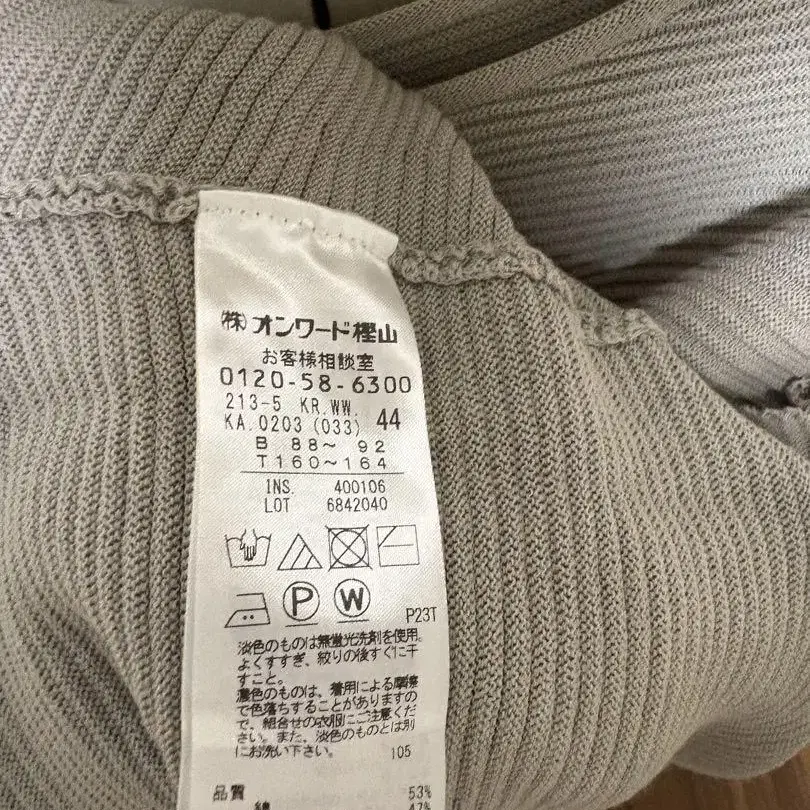 ㈱オンワード樫山
お客様相談室
0120-58-6300
213-5 KR.WW.
KA.0203 (033) 44
B 88～ 92
T160～164
INS. 400106
LOT 6842040
P W
P23T
淡色のものは無蛍光洗剤を使用。
よくすすぎ、絞りの後すぐに干
すこと。
濃色のものは、着用による摩擦
で色落ちすることがありますの
で、組合せの衣服にご注意くだ
さい。また、淡色のものとは別
にお洗い下さい。 105
品質 53%
綿 47%